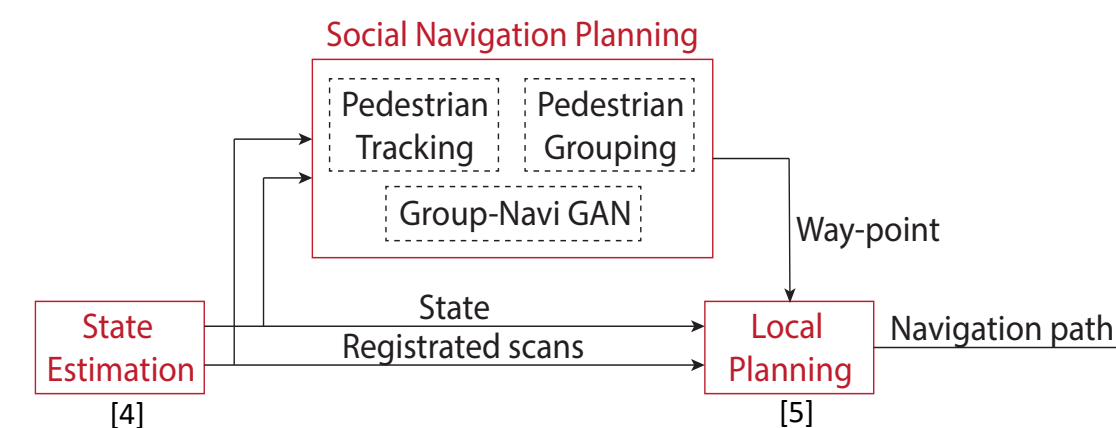 Social Navigation Planning
Pedestrian
Tracking
Pedestrian
Grouping
Group-Navi GAN
Way-point
State
Estimation
[4]
State
Registrated scans
Local
Planning
[5]
Navigation path